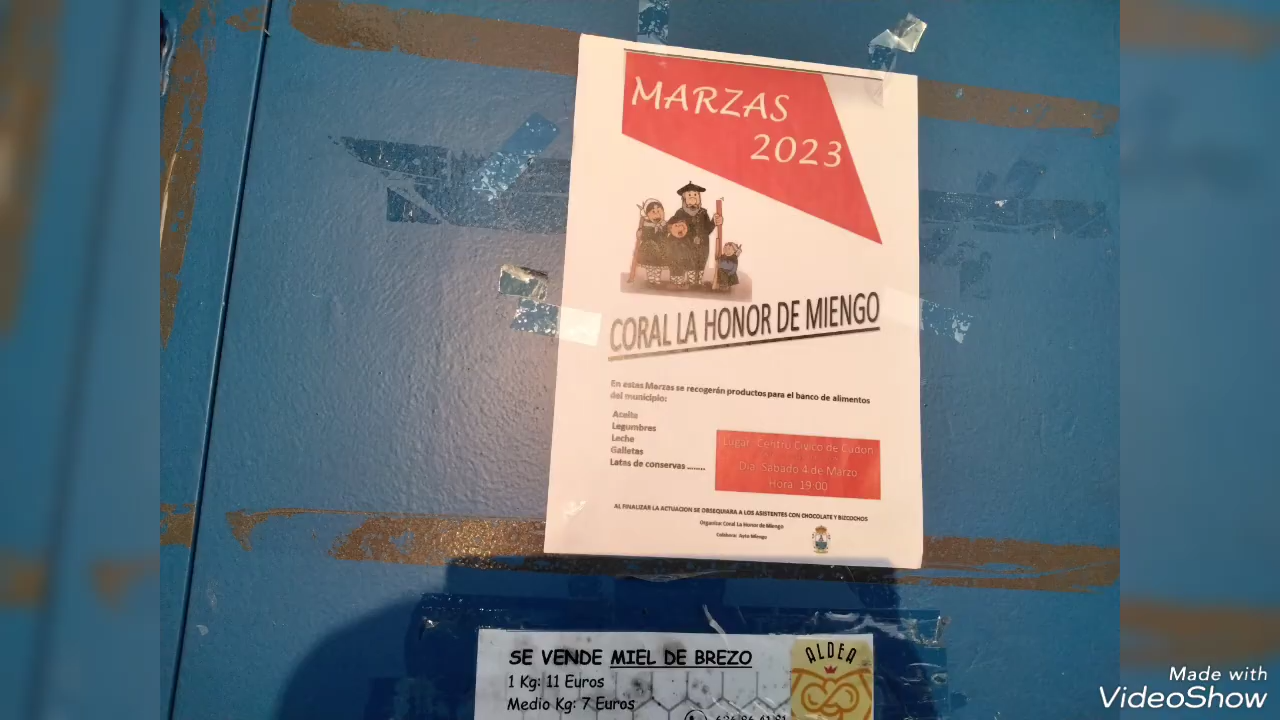 MARZAS
2023
CORAL LA HONOR DE MIENGO
En estas Marzas se recogerán productos para el banco de alimentos
del municipio:
Aceite
Legumbres
Leche
Galletas
Latas de conservas .......
Lugar: Centro Cívico de Cudón
Día: Sábado 4 de Marzo
Hora: 19:00
AL FINALIZAR LA ACTUACION SE OBSEQUIARA A LOS ASISTENTES CON CHOCOLATE Y BIZCOCHOS
Organiza: Coral La Honor de Miengo
Colabora: Ayto Miengo
SE VENDE MIEL DE BREZO
1 Kg: 11 Euros
Medio Kg: 7 Euros
ALDEA
Made with
VideoShow